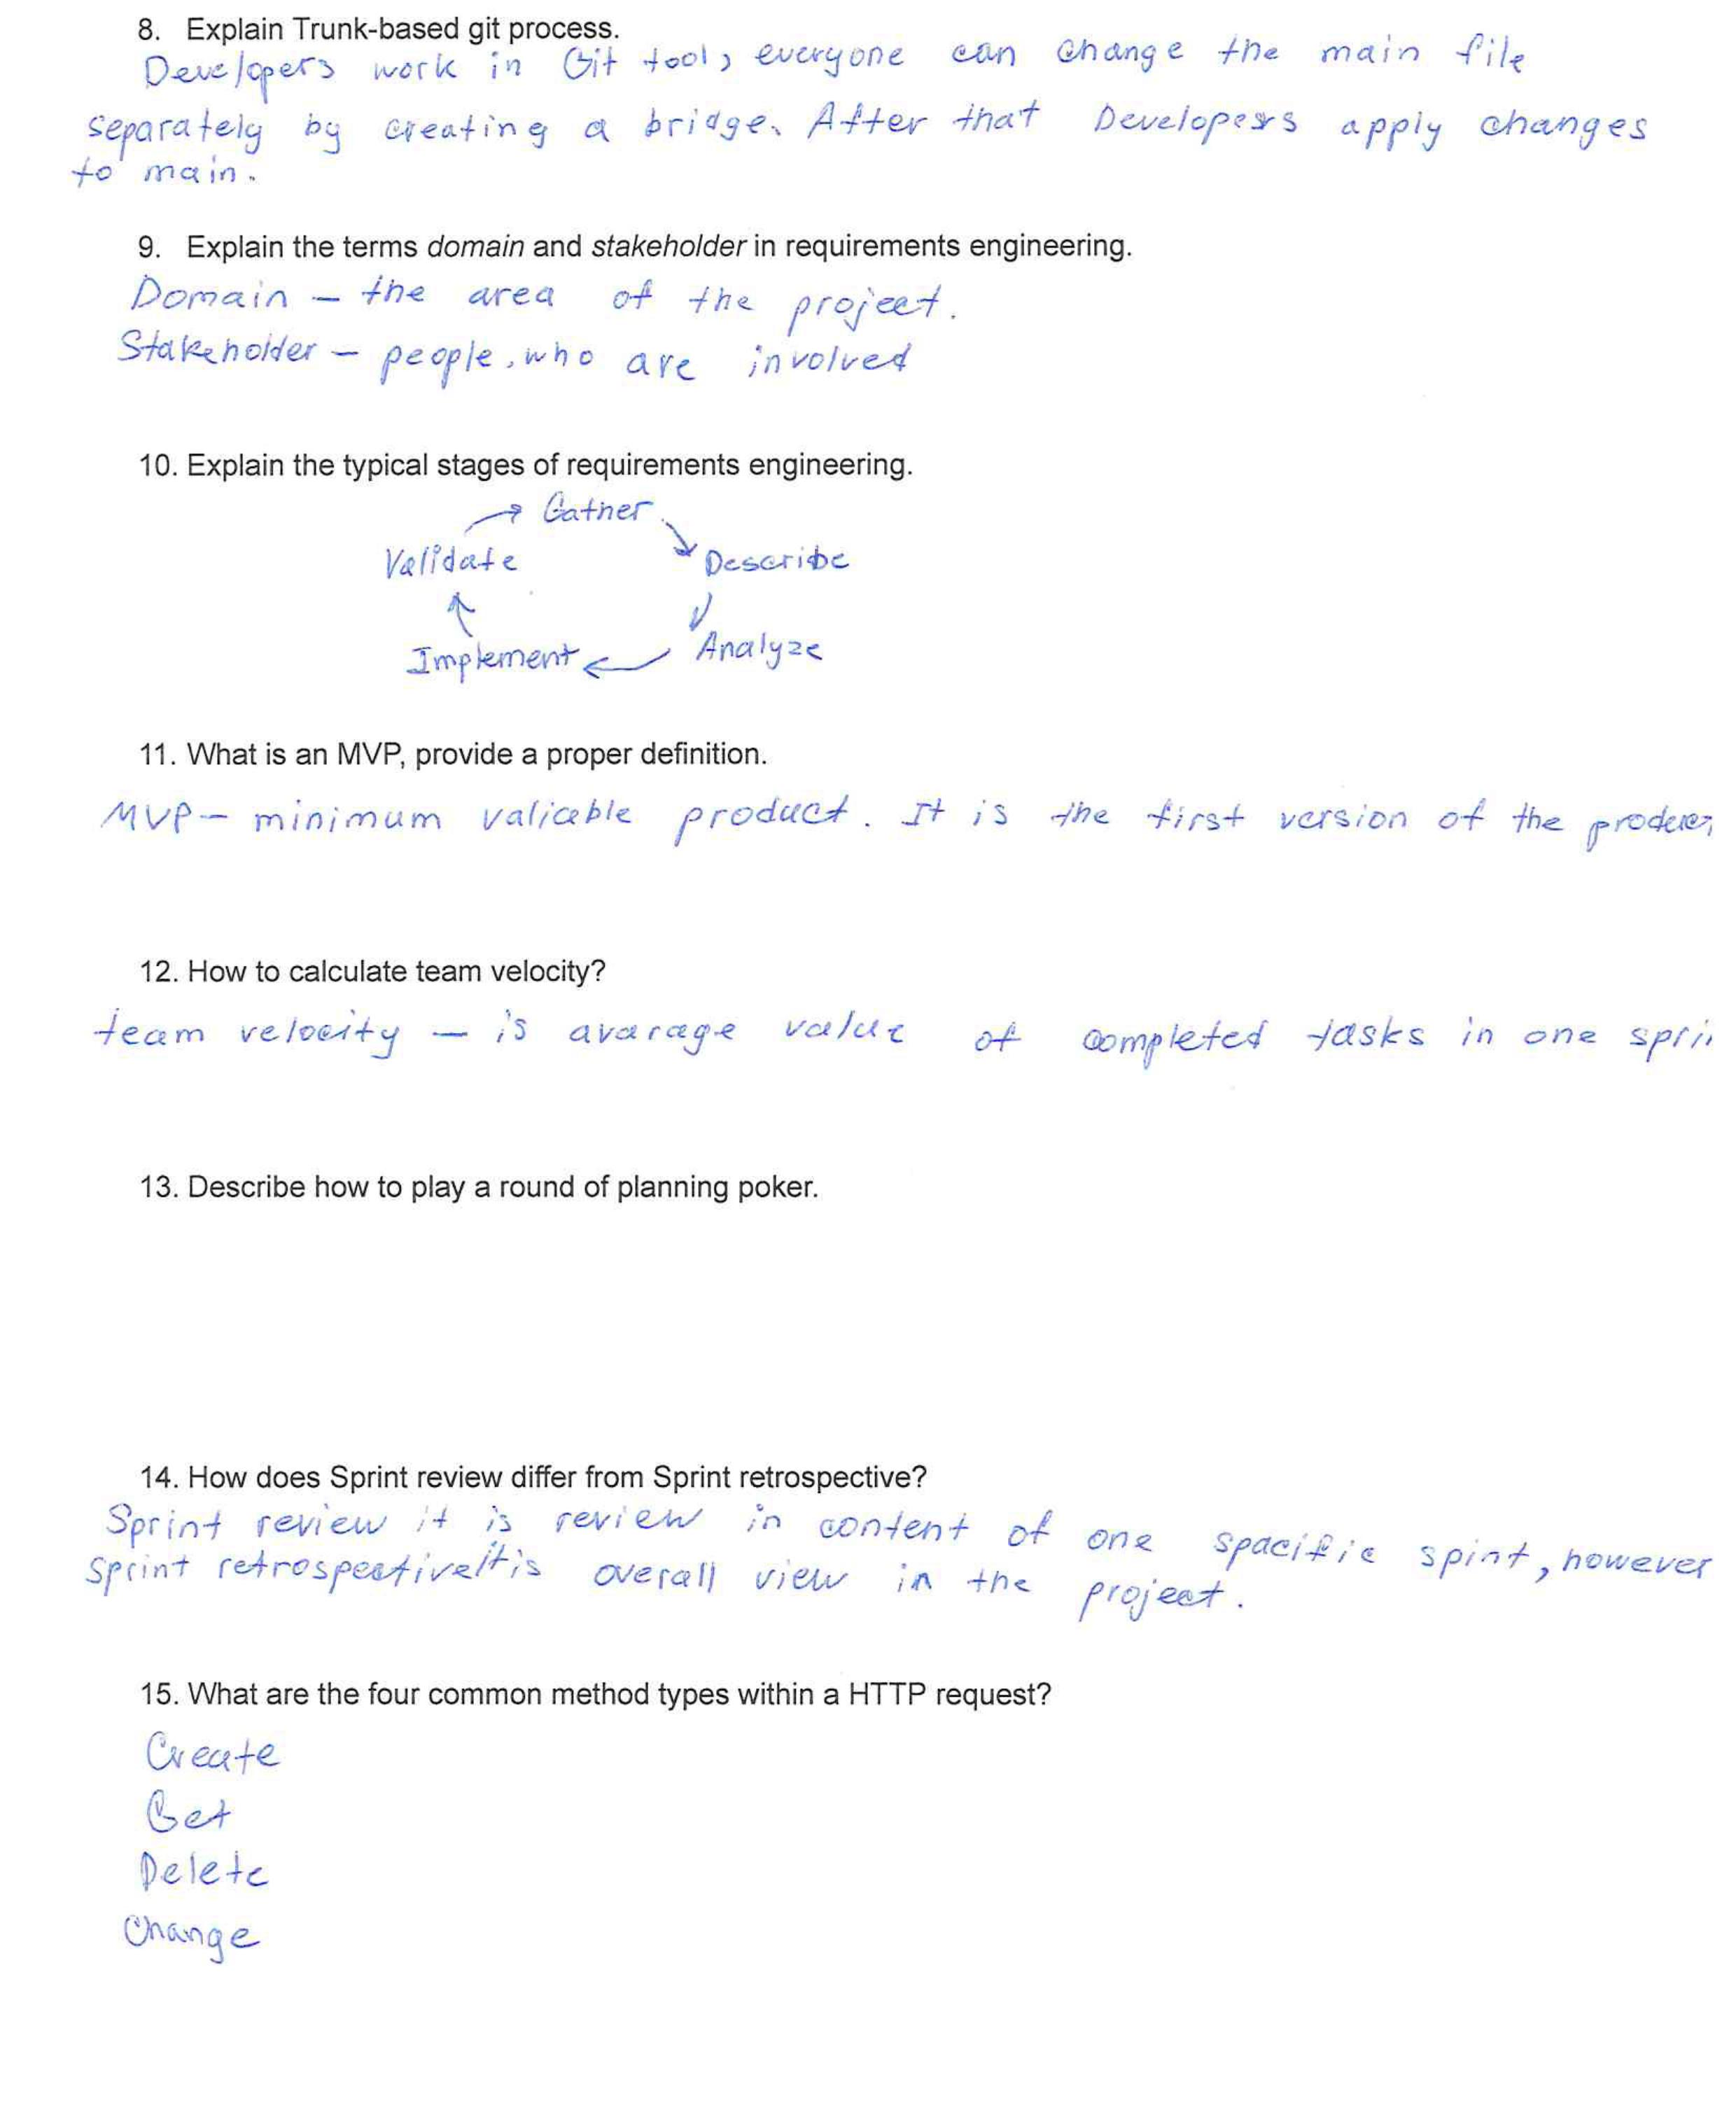 8. Explain Trunk-based git process.
Developers work in Git tool, everyone can change the main file
separately by creating a bridge. After that Developers apply changes
to main.
9. Explain the terms domain and stakeholder in requirements engineering.
Domain – the area of the project.
Stakeholder – people, who are involved
10. Explain the typical stages of requirements engineering.
Gather
Validate Describe
Implement Analyze
11. What is an MVP, provide a proper definition.
MVP – minimum valiable product. It is the first version of the
12. How to calculate team velocity?
team velocity – is avarage value of completed tasks in one
13. Describe how to play a round of planning poker.
14. How does Sprint review differ from Sprint retrospective?
Sprint review it is review in content of one spacific spint, however
sprint retrospective it is overall view in the project.
15. What are the four common method types within a HTTP request?
Create
Get
Delete
Change